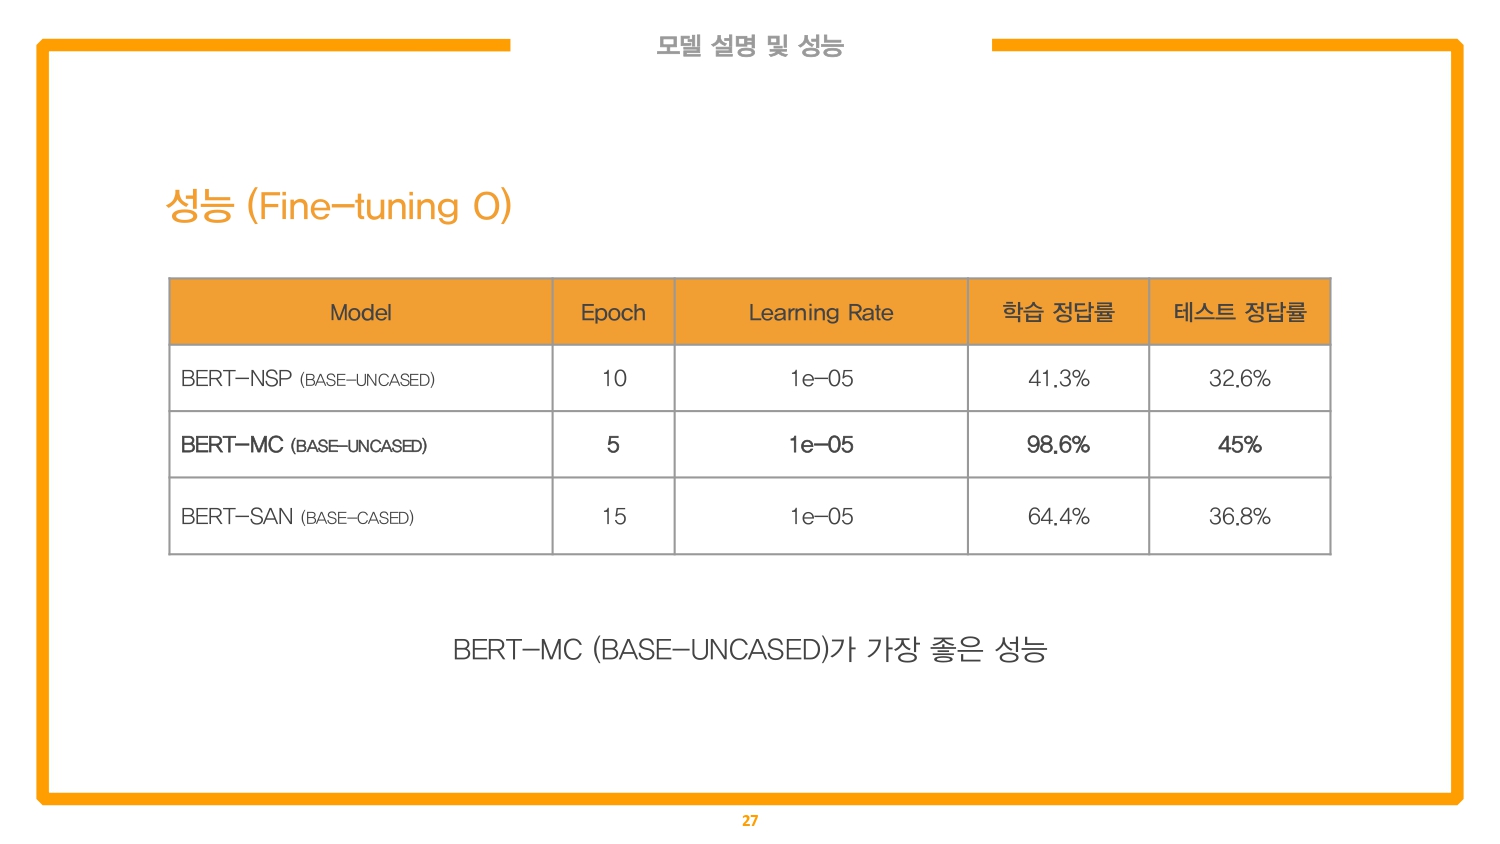 모델 설명 및 성능
성능 (Fine-tuning O)
Model Epoch Learning Rate 학습 정답률 테스트 정답률
BERT-NSP (BASE-UNCASED) 10 1e-05 41.3% 32.6%
BERT-MC (BASE-UNCASED) 5 1e-05 98.6% 45%
BERT-SAN (BASE-CASED) 15 1e-05 64.4% 36.8%
BERT-MC (BASE-UNCASED)가 가장 좋은 성능
27